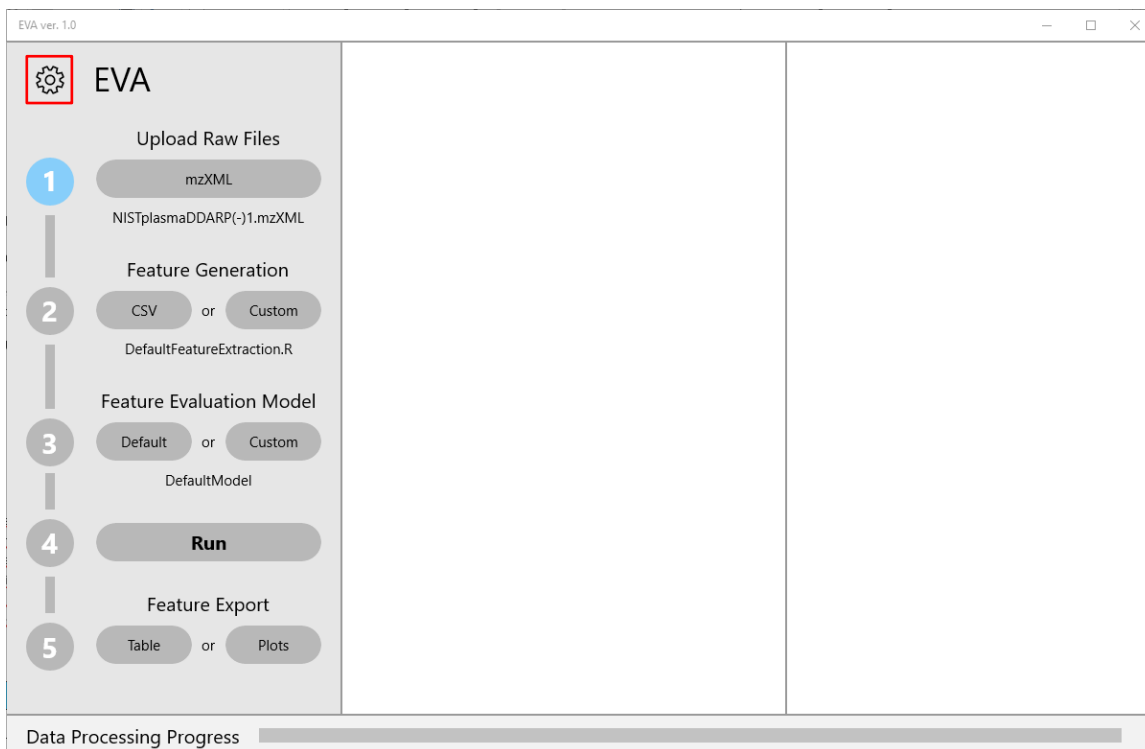 EVA ver. 1.0
EVA
Upload Raw Files
1
mzXML
NISTplasmaDDARP(-)1.mzXML
Feature Generation
2
CSV or Custom
DefaultFeatureExtraction.R
Feature Evaluation Model
3
Default or Custom
DefaultModel
4
Run
Feature Export
5
Table or Plots
Data Processing Progress